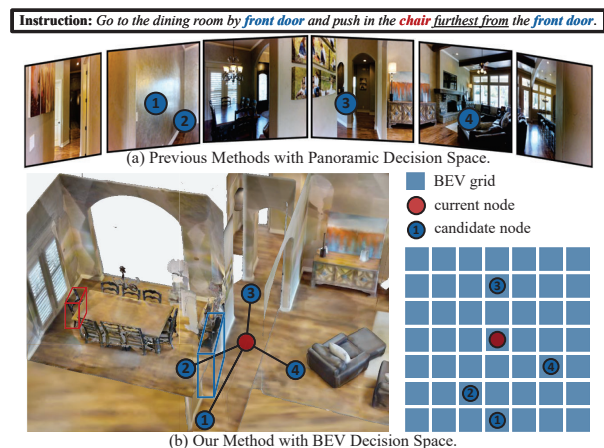 Instruction: Go to the dining room by front door and push in the chair furthest from the front door.
1
2
3
4
(a) Previous Methods with Panoramic Decision Space.
BEV grid
current node
1 candidate node
3
2
4
1
3
4
2
1
(b) Our Method with BEV Decision Space.